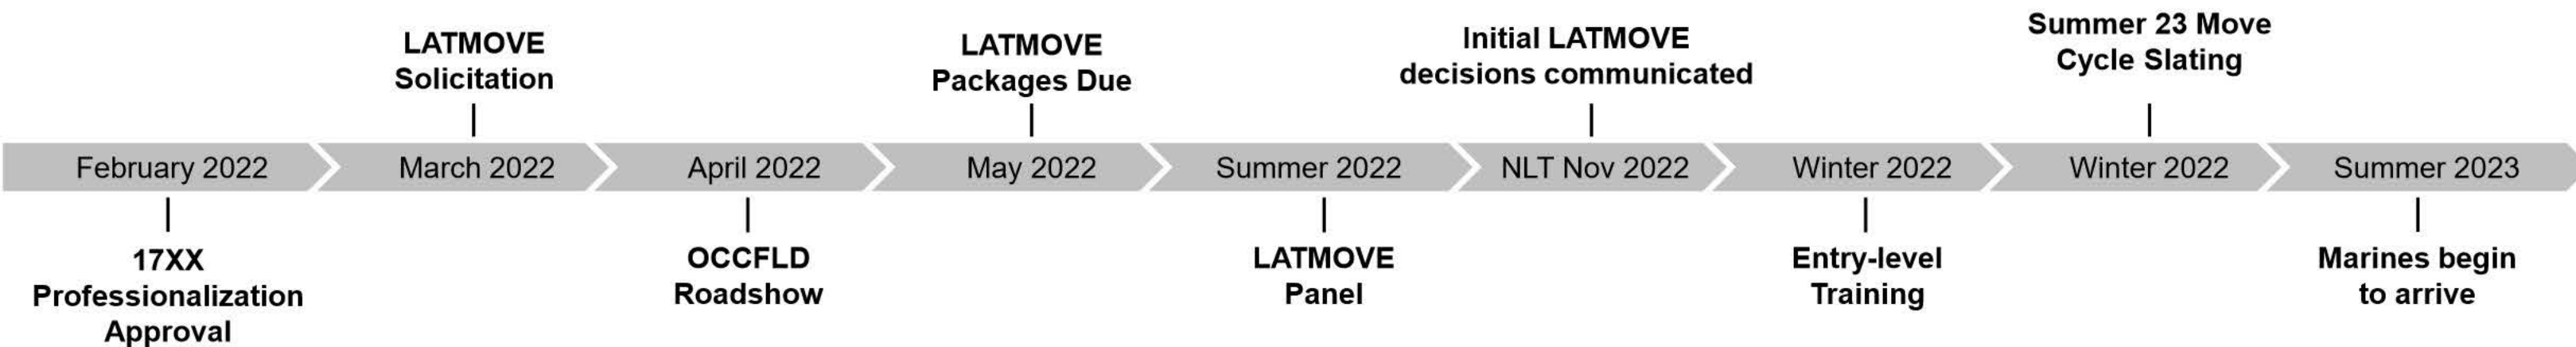 LATMOVE
Solicitation
LATMOVE
Packages Due
Initial LATMOVE
decisions communicated
Summer 23 Move
Cycle Slating
February 2022
March 2022
April 2022
May 2022
Summer 2022
NLT Nov 2022
Winter 2022
Winter 2022
Summer 2023
17XX
Professionalization
Approval
OCCFLD
Roadshow
LATMOVE
Panel
Entry-level
Training
Marines begin
to arrive